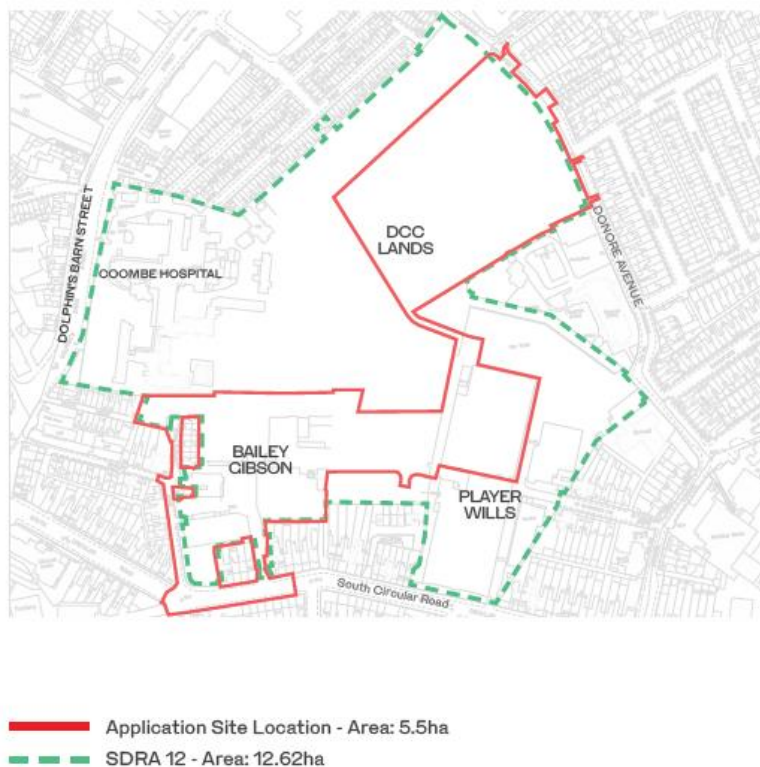 DOLPHIN'S BARN STREET
COOMBE HOSPITAL
DCC
LANDS
DONORE AVENUE
BAILEY
GIBSON
PLAYER
WILLS
South Circular Road
Application Site Location - Area: 5.5ha
SDRA 12 - Area: 12.62ha